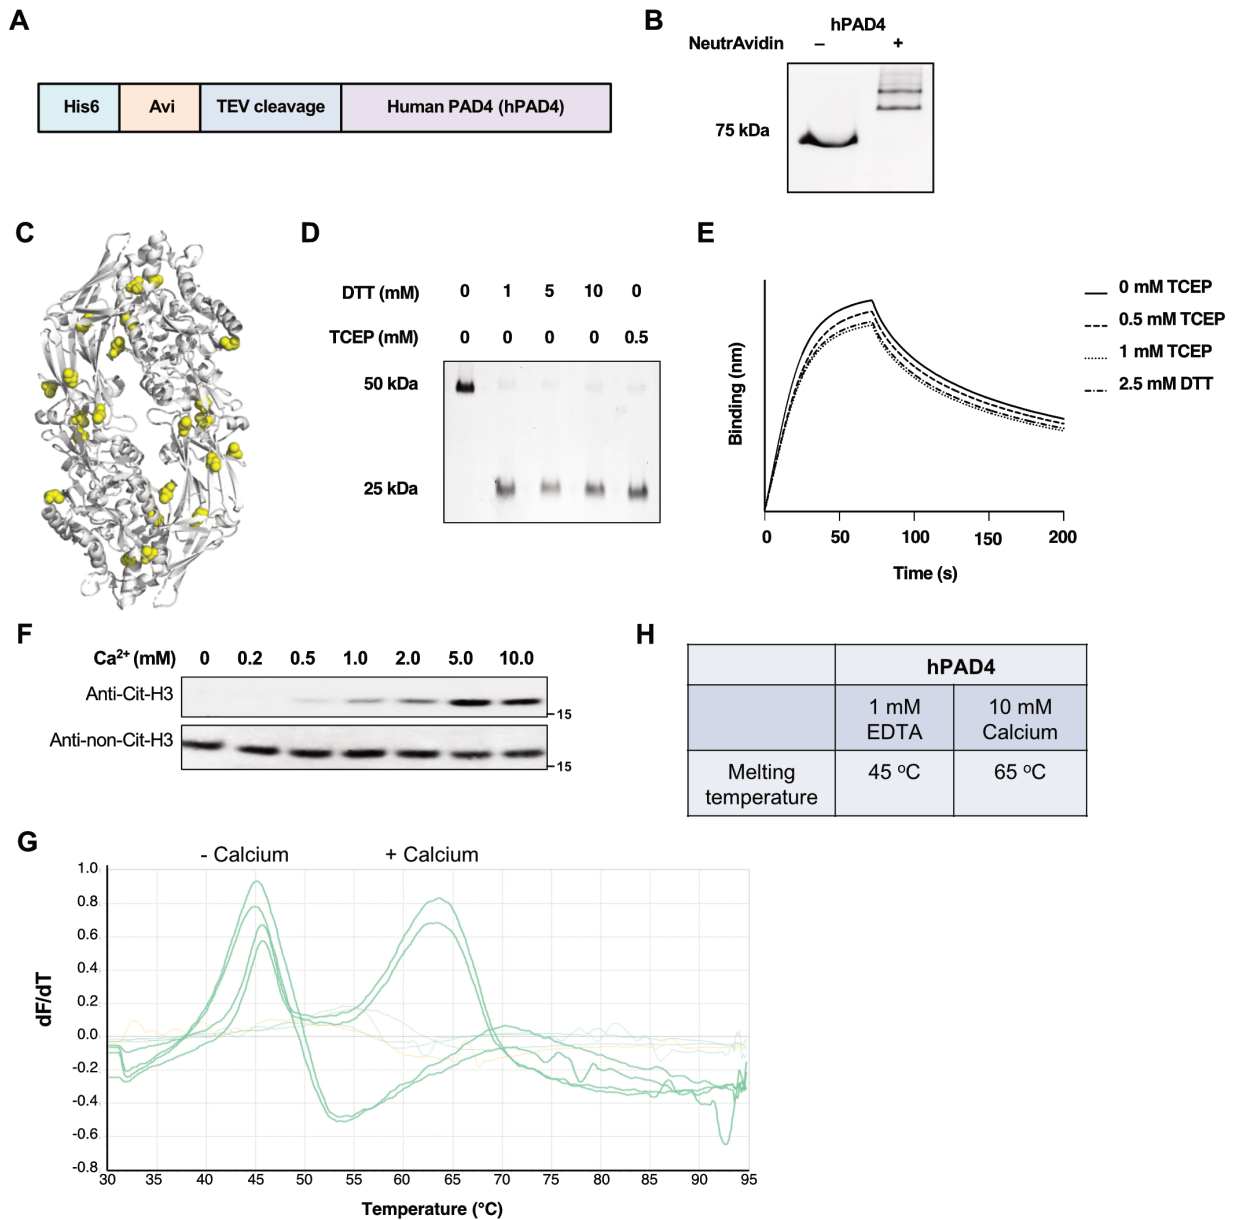 A
His6 Avi TEV cleavage Human PAD4 (hPAD4)
B
hPAD4
NeutrAvidin – +
75 kDa
C
D
DTT (mM) 0 1 5 10 0
TCEP (mM) 0 0 0 0 0.5
50 kDa
25 kDa
E
Binding (nm)
0 mM TCEP
0.5 mM TCEP
1 mM TCEP
2.5 mM DTT
0 50 100 150 200
Time (s)
F
Ca2+ (mM) 0 0.2 0.5 1.0 2.0 5.0 10.0
Anti-Cit-H3
15
Anti-non-Cit-H3
15
H
hPAD4
1 mM EDTA
10 mM Calcium
Melting temperature
45 °C
65 °C
G
- Calcium + Calcium
dF/dT
1.0
0.8
0.6
0.4
0.2
0.0
-0.2
-0.4
-0.6
-0.8
30 35 40 45 50 55 60 65 70 75 80 85 90 95
Temperature (°C)